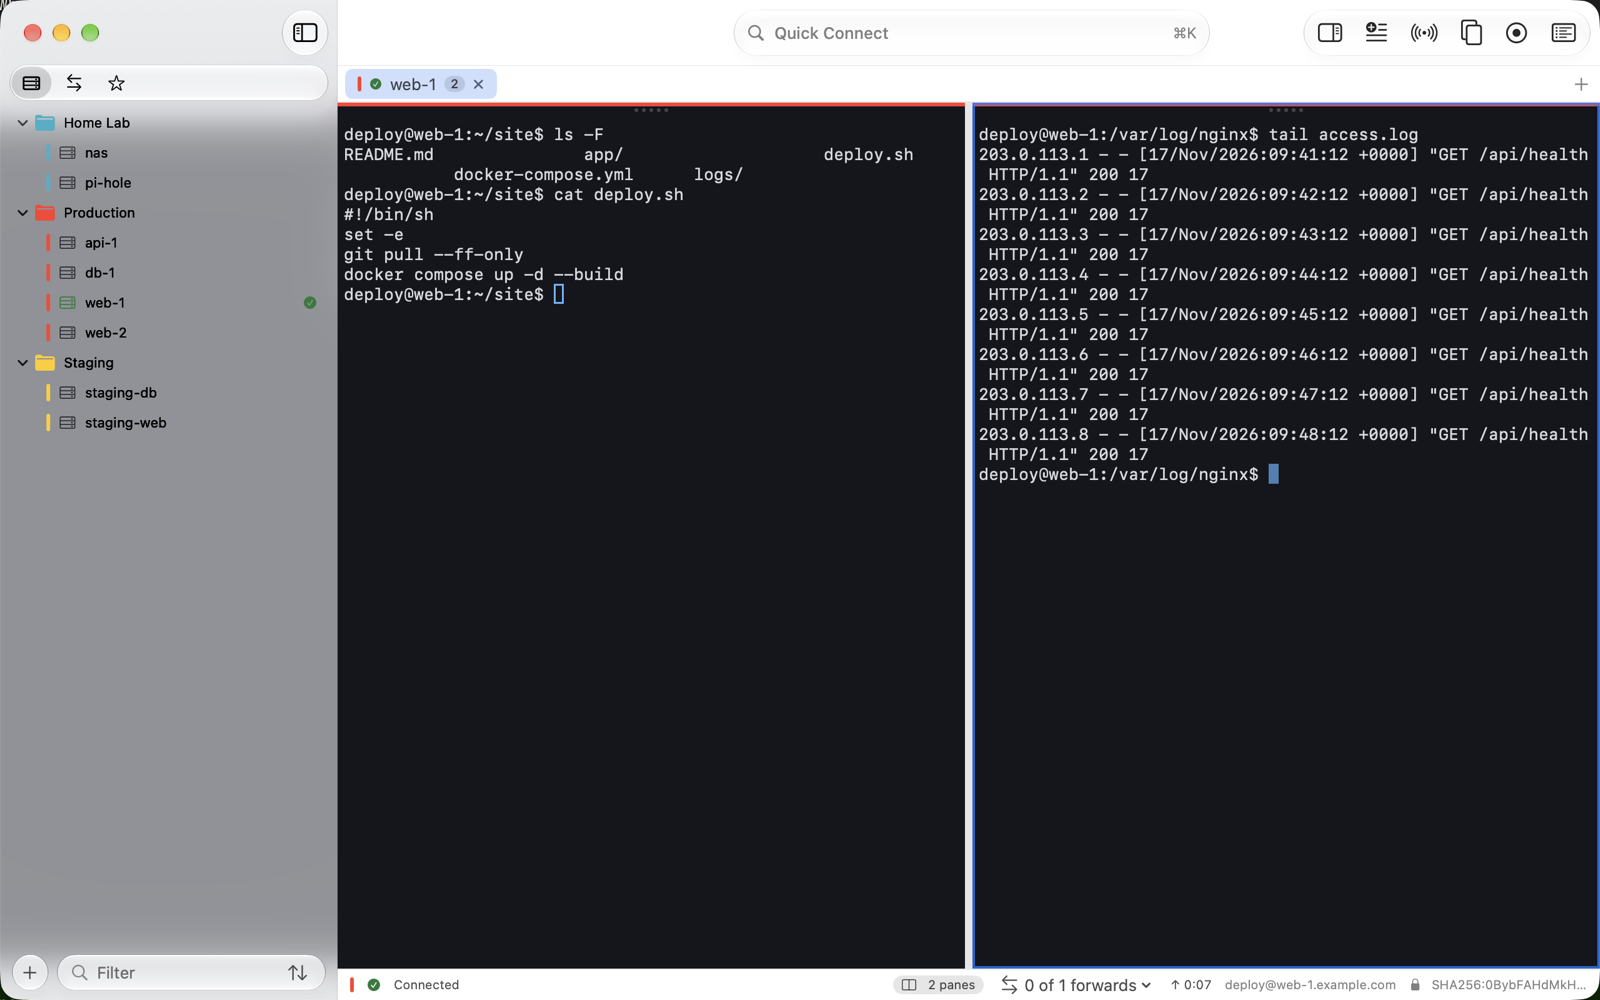 Quick Connect
⌘K
web-1 2
Home Lab
nas
pi-hole
Production
api-1
db-1
web-1
web-2
Staging
staging-db
staging-web
Filter
deploy@web-1:~/site$ ls -F
README.md app/ deploy.sh
docker-compose.yml logs/
deploy@web-1:~/site$ cat deploy.sh
#!/bin/sh
set -e
git pull --ff-only
docker compose up -d --build
deploy@web-1:~/site$
deploy@web-1:/var/log/nginx$ tail access.log
203.0.113.1 - - [17/Nov/2026:09:41:12 +0000] "GET /api/health
HTTP/1.1" 200 17
203.0.113.2 - - [17/Nov/2026:09:42:12 +0000] "GET /api/health
HTTP/1.1" 200 17
203.0.113.3 - - [17/Nov/2026:09:43:12 +0000] "GET /api/health
HTTP/1.1" 200 17
203.0.113.4 - - [17/Nov/2026:09:44:12 +0000] "GET /api/health
HTTP/1.1" 200 17
203.0.113.5 - - [17/Nov/2026:09:45:12 +0000] "GET /api/health
HTTP/1.1" 200 17
203.0.113.6 - - [17/Nov/2026:09:46:12 +0000] "GET /api/health
HTTP/1.1" 200 17
203.0.113.7 - - [17/Nov/2026:09:47:12 +0000] "GET /api/health
HTTP/1.1" 200 17
203.0.113.8 - - [17/Nov/2026:09:48:12 +0000] "GET /api/health
HTTP/1.1" 200 17
deploy@web-1:/var/log/nginx$
Connected
2 panes
0 of 1 forwards
↑ 0:07
deploy@web-1.example.com
SHA256:0BybFAHdMkH...